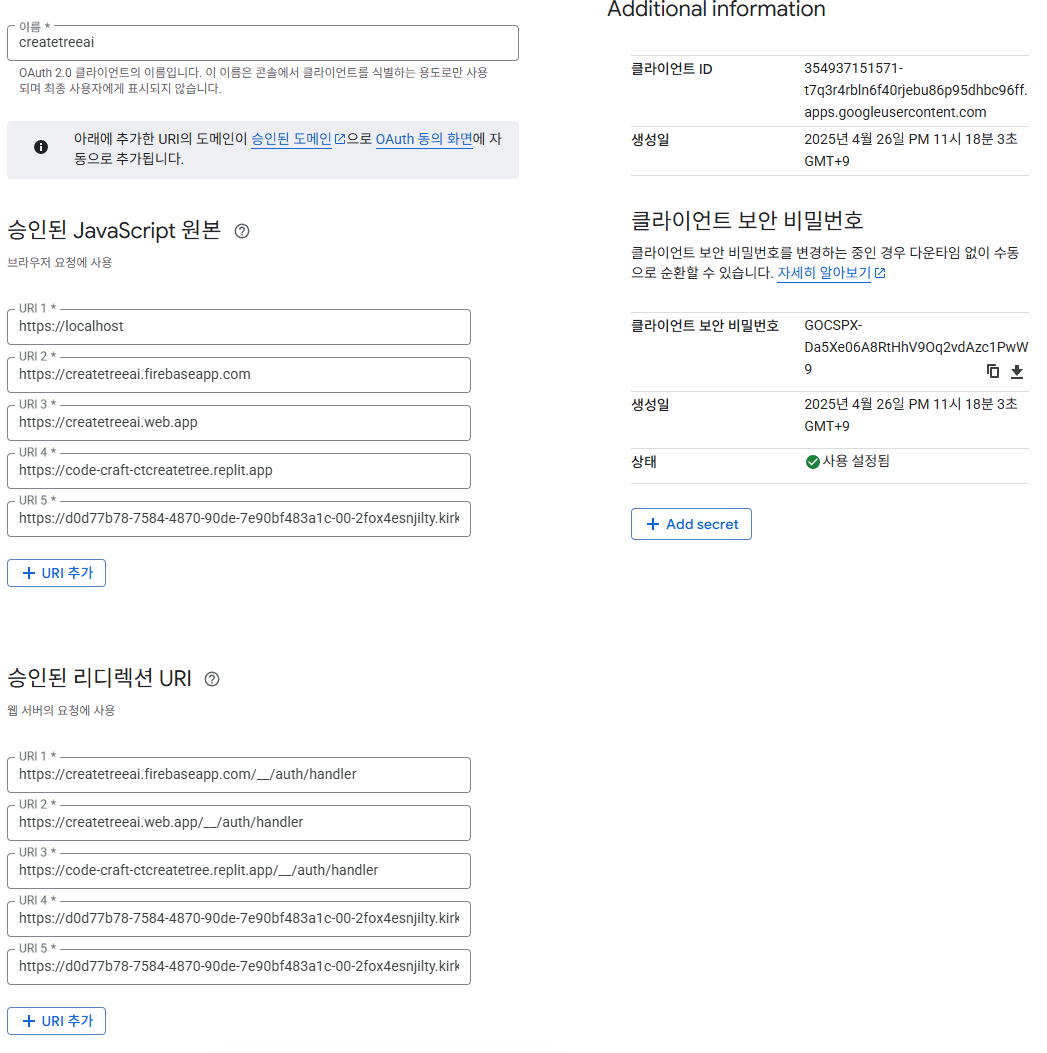 이름 *
createtreeai
OAuth 2.0 클라이언트의 이름입니다. 이 이름은 콘솔에서 클라이언트를 식별하는 용도로만 사용
되며 최종 사용자에게 표시되지 않습니다.
아래에 추가한 URI의 도메인이 승인된 도메인으로 OAuth 동의 화면에 자
동으로 추가됩니다.
승인된 JavaScript 원본
브라우저 요청에 사용
URI 1 *
https://localhost
URI 2 *
https://createtreeai.firebaseapp.com
URI 3 *
https://createtreeai.web.app
URI 4 *
https://code-craft-ctcreatetree.replit.app
URI 5 *
https://d0d77b78-7584-4870-90de-7e90bf483a1c-00-2fox4esnjilty.kirk
+ URI 추가
승인된 리디렉션 URI
웹 서버의 요청에 사용
URI 1 *
https://createtreeai.firebaseapp.com/__/auth/handler
URI 2 *
https://createtreeai.web.app/__/auth/handler
URI 3 *
https://code-craft-ctcreatetree.replit.app/__/auth/handler
URI 4 *
https://d0d77b78-7584-4870-90de-7e90bf483a1c-00-2fox4esnjilty.kirk
URI 5 *
https://d0d77b78-7584-4870-90de-7e90bf483a1c-00-2fox4esnjilty.kirk
+ URI 추가
Additional information
클라이언트 ID
354937151571-
t7q3r4rbln6f40rjebu86p95dhbc96ff.
apps.googleusercontent.com
생성일
2025년 4월 26일 PM 11시 18분 3초
GMT+9
클라이언트 보안 비밀번호
클라이언트 보안 비밀번호를 변경하는 중인 경우 다운타임 없이 수동
으로 순환할 수 있습니다. 자세히 알아보기
클라이언트 보안 비밀번호
GOCSPX-
Da5Xe06A8RtHhV9Oq2vdAzc1PwW
9
생성일
2025년 4월 26일 PM 11시 18분 3초
GMT+9
상태
사용 설정됨
+ Add secret